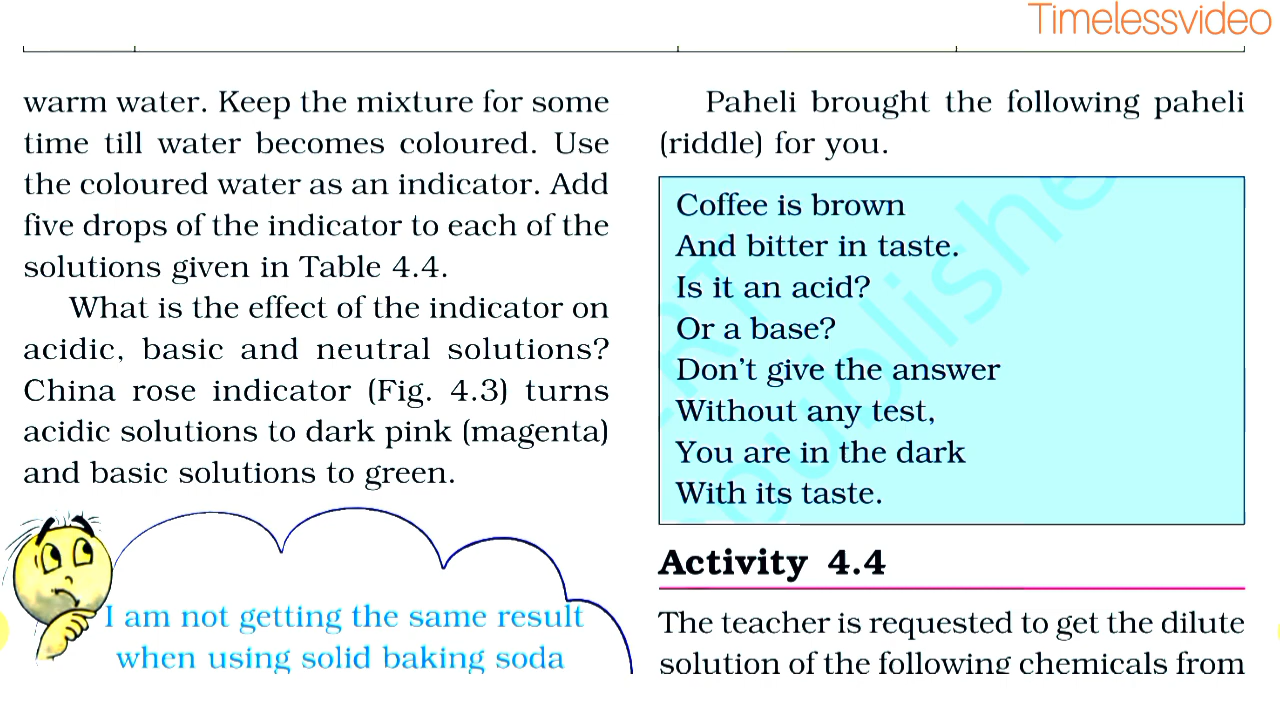 Timelessvideo
warm water. Keep the mixture for some
time till water becomes coloured. Use
the coloured water as an indicator. Add
five drops of the indicator to each of the
solutions given in Table 4.4.
What is the effect of the indicator on
acidic, basic and neutral solutions?
China rose indicator (Fig. 4.3) turns
acidic solutions to dark pink (magenta)
and basic solutions to green.
I am not getting the same result
when using solid baking soda
Paheli brought the following paheli
(riddle) for you.
Coffee is brown
And bitter in taste.
Is it an acid?
Or a base?
Don't give the answer
Without any test,
You are in the dark
With its taste.
Activity 4.4
The teacher is requested to get the dilute
solution of the following chemicals from